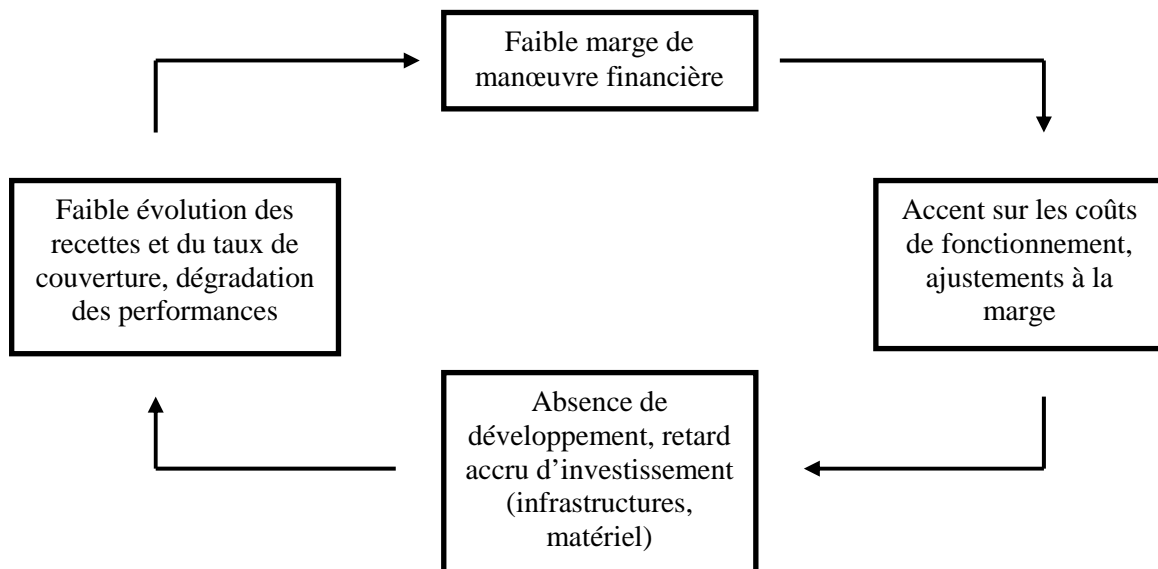 Faible marge de
manœuvre financière
Faible évolution des
recettes et du taux de
couverture, dégradation
des performances
Accent sur les coûts
de fonctionnement,
ajustements à la
marge
Absence de
développement, retard
accru d’investissement
(infrastructures,
matériel)